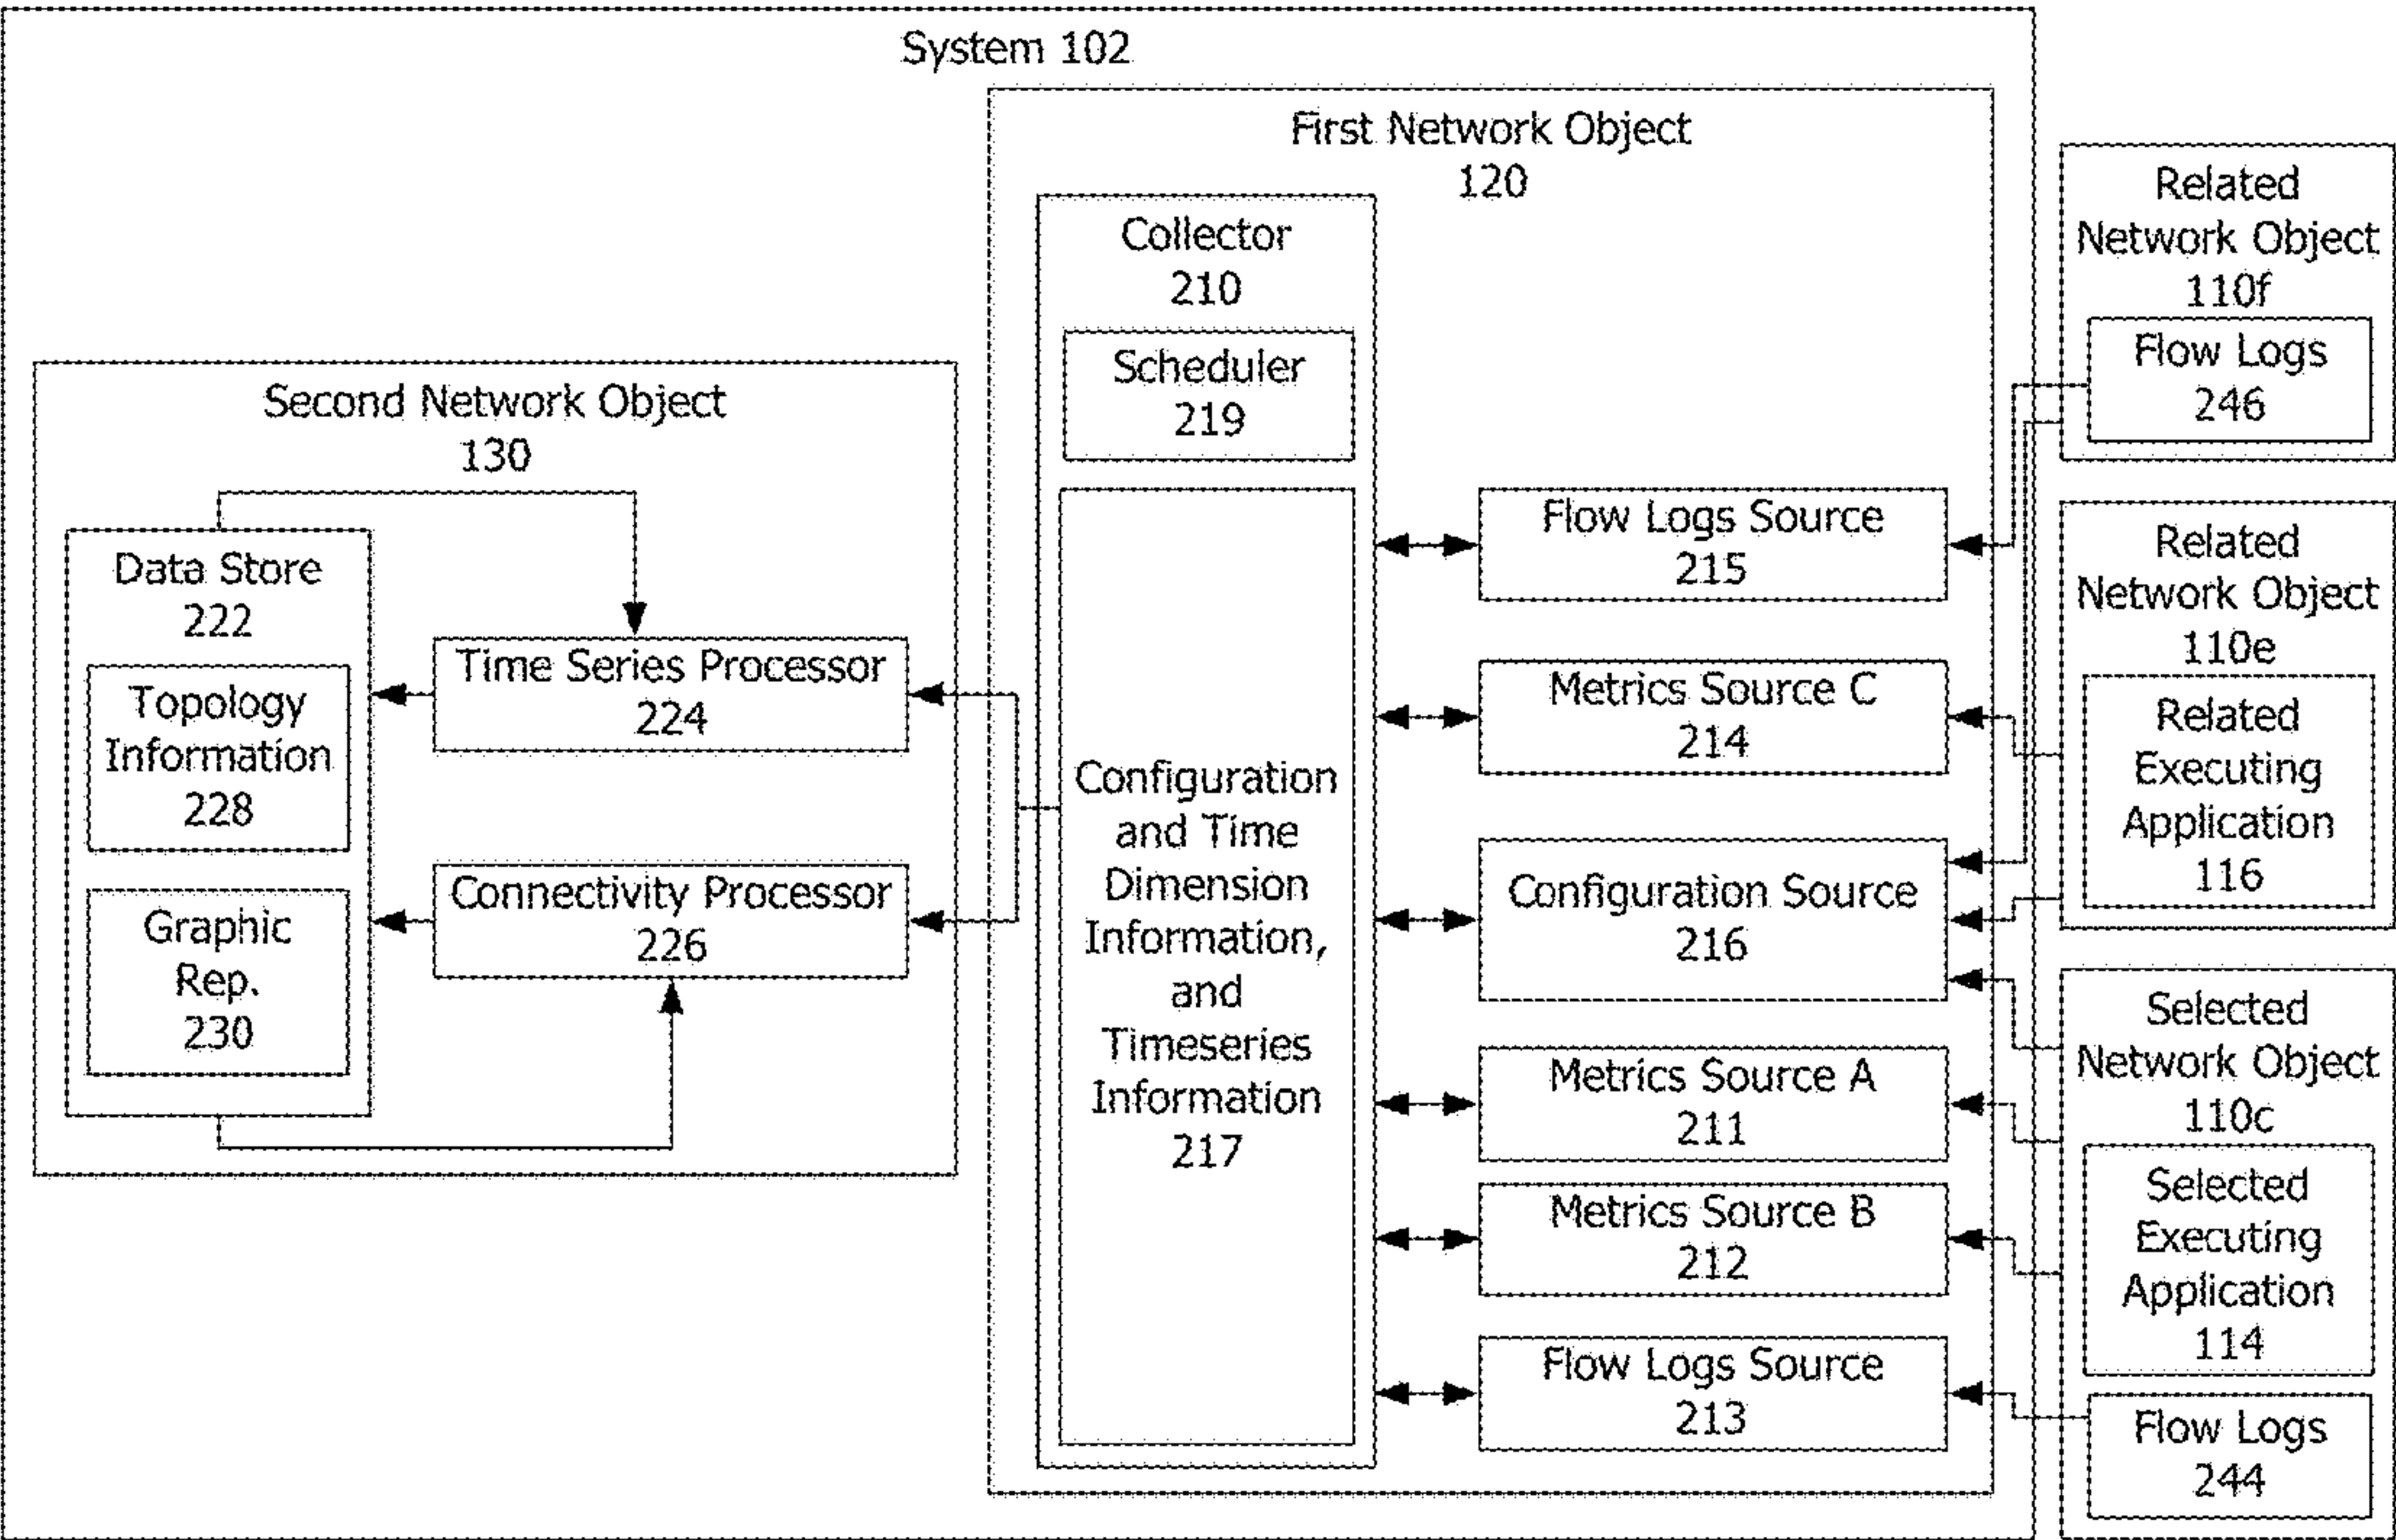 System 102
First Network Object
120
Collector
210
Scheduler
219
Configuration
and Time
Dimension
Information,
and
Timeseries
Information
217
Flow Logs Source
215
Metrics Source C
214
Configuration Source
216
Metrics Source A
211
Metrics Source B
212
Flow Logs Source
213
Second Network Object
130
Data Store
222
Topology
Information
228
Graphic
Rep.
230
Time Series Processor
224
Connectivity Processor
226
Related
Network Object
110f
Flow Logs
246
Related
Network Object
110e
Related
Executing
Application
116
Selected
Network Object
110c
Selected
Executing
Application
114
Flow Logs
244